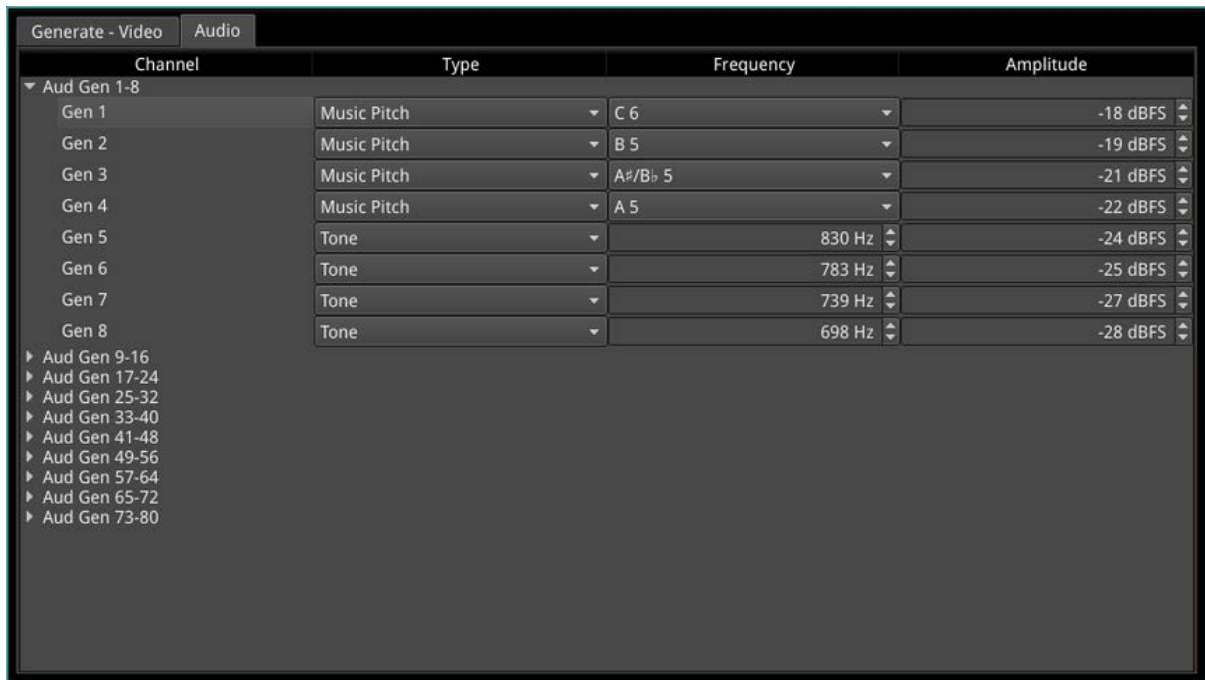 Generate - Video Audio
Channel Type Frequency Amplitude
Aud Gen 1-8
Gen 1 Music Pitch C 6 -18 dBFS
Gen 2 Music Pitch B 5 -19 dBFS
Gen 3 Music Pitch A♯/B♭ 5 -21 dBFS
Gen 4 Music Pitch A 5 -22 dBFS
Gen 5 Tone 830 Hz -24 dBFS
Gen 6 Tone 783 Hz -25 dBFS
Gen 7 Tone 739 Hz -27 dBFS
Gen 8 Tone 698 Hz -28 dBFS
Aud Gen 9-16
Aud Gen 17-24
Aud Gen 25-32
Aud Gen 33-40
Aud Gen 41-48
Aud Gen 49-56
Aud Gen 57-64
Aud Gen 65-72
Aud Gen 73-80